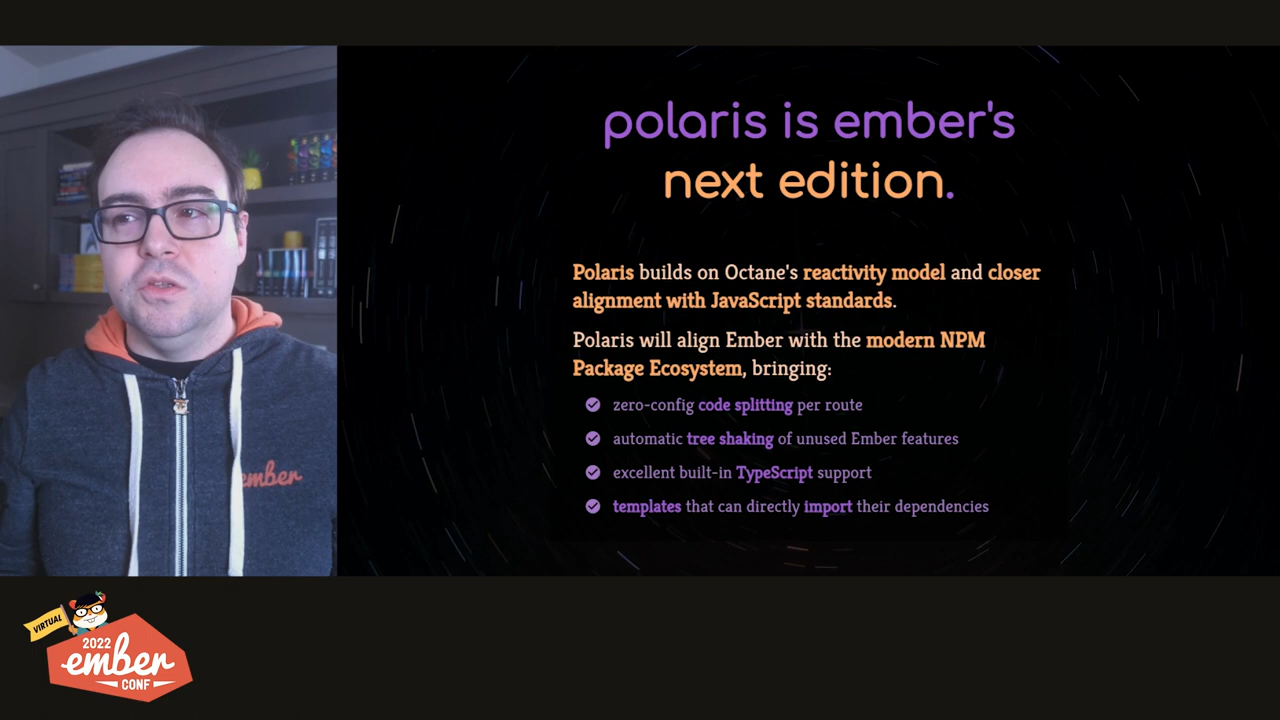 polaris is ember's
next edition.
Polaris builds on Octane's reactivity model and closer
alignment with JavaScript standards.
Polaris will align Ember with the modern NPM
Package Ecosystem, bringing:
zero-config code splitting per route
automatic tree shaking of unused Ember features
excellent built-in TypeScript support
templates that can directly import their dependencies
ember
VIRTUAL
2022
ember
CONF